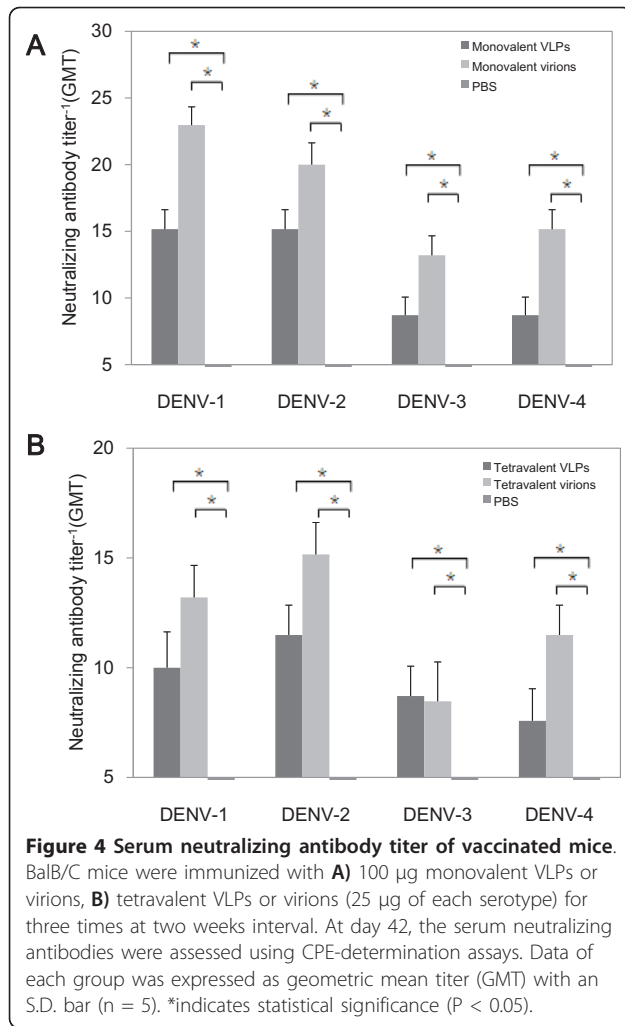 A
30
25
20
15
10
5
Neutralizing antibody titer⁻¹(GMT)
Monovalent VLPs
Monovalent virions
PBS
*
*
*
*
*
*
*
*
DENV-1 DENV-2 DENV-3 DENV-4
B
20
15
10
5
Neutralizing antibody titer⁻¹(GMT)
Tetravalent VLPs
Tetravalent virions
PBS
*
*
*
*
*
*
*
*
DENV-1 DENV-2 DENV-3 DENV-4
Figure 4 Serum neutralizing antibody titer of vaccinated mice.
BalB/C mice were immunized with A) 100 μg monovalent VLPs or
virions, B) tetravalent VLPs or virions (25 μg of each serotype) for
three times at two weeks interval. At day 42, the serum neutralizing
antibodies were assessed using CPE-determination assays. Data of
each group was expressed as geometric mean titer (GMT) with an
S.D. bar (n = 5). *indicates statistical significance (P < 0.05).